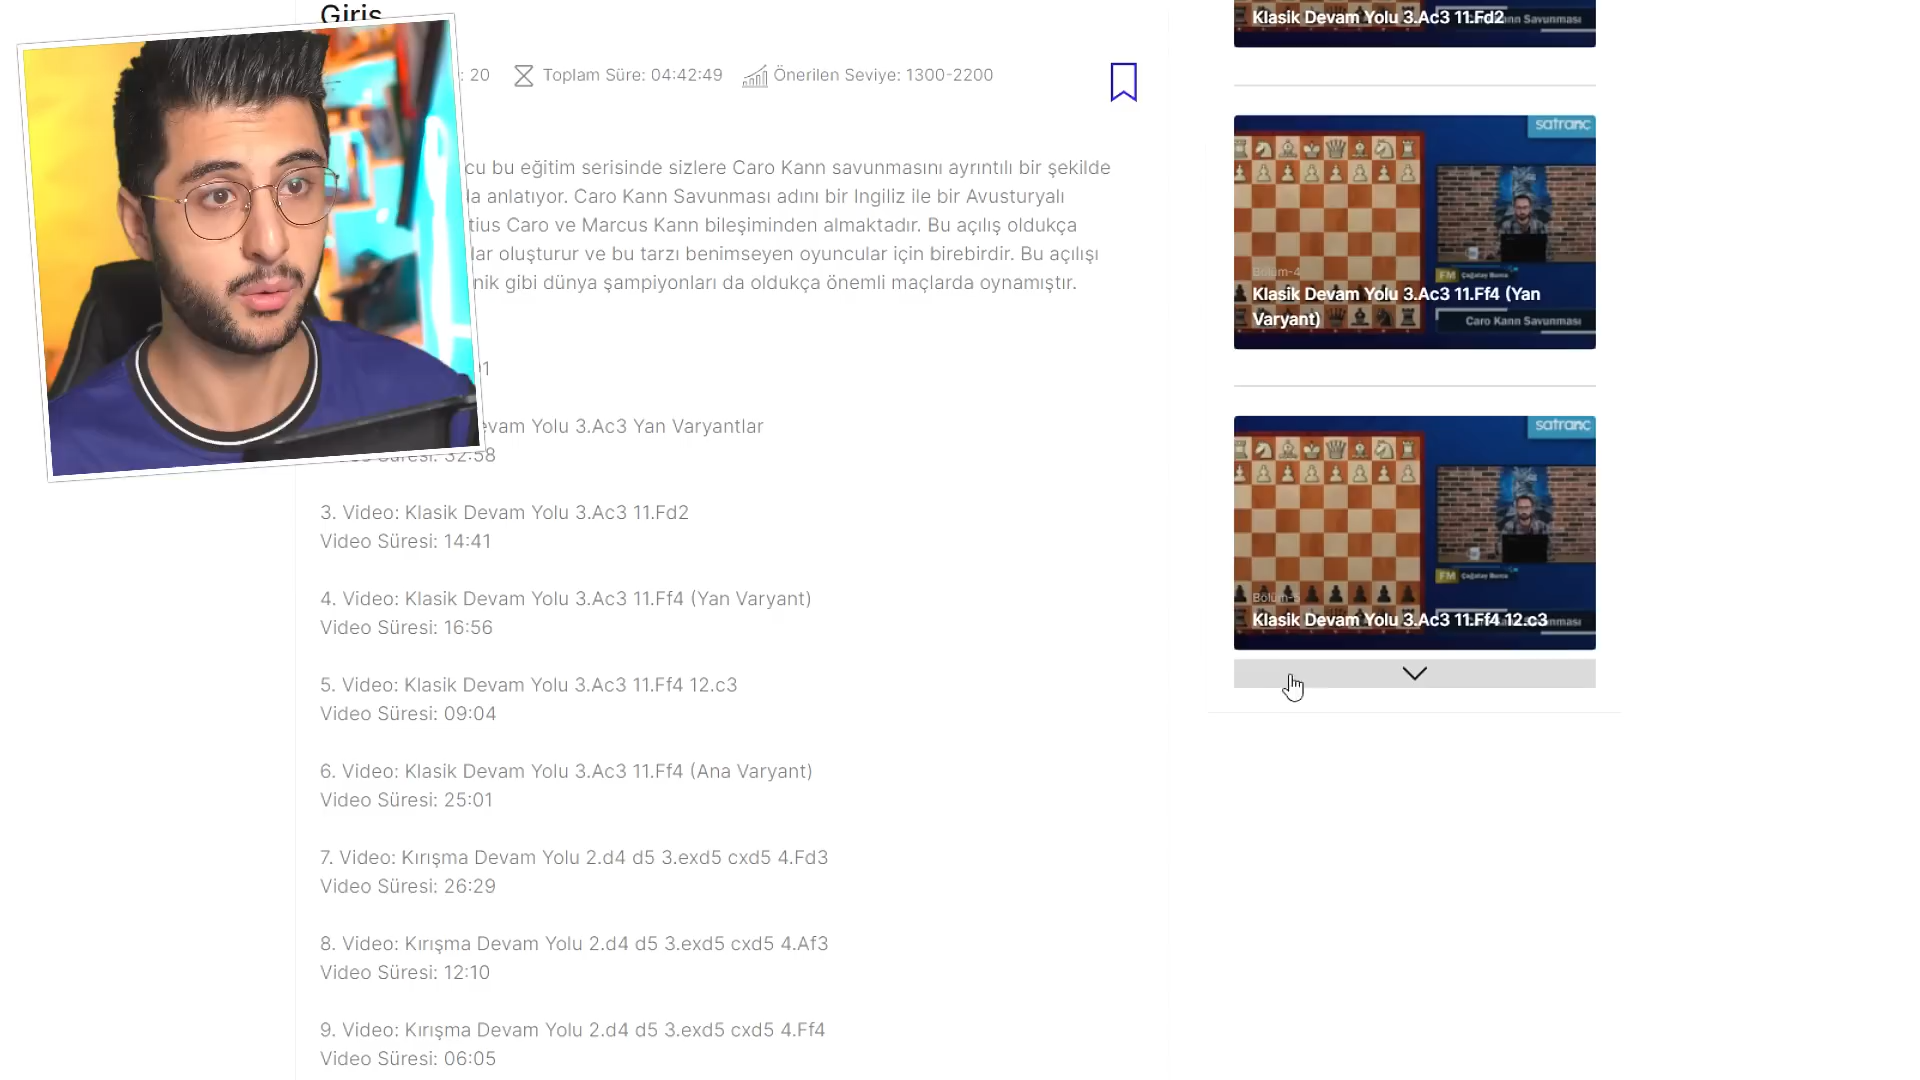 Giriş
: 20
Toplam Süre: 04:42:49
Önerilen Seviye: 1300-2200
cu bu eğitim serisinde sizlere Caro Kann savunmasını ayrıntılı bir şekilde
la anlatıyor. Caro Kann Savunması adını bir Ingiliz ile bir Avusturyalı
tius Caro ve Marcus Kann bileşiminden almaktadır. Bu açılış oldukça
lar oluşturur ve bu tarzı benimseyen oyuncular için birebirdir. Bu açılışı
nik gibi dünya şampiyonları da oldukça önemli maçlarda oynamıştır.
evam Yolu 3.Ac3 Yan Varyantlar
Video Süresi: 32:58
3. Video: Klasik Devam Yolu 3.Ac3 11.Fd2
Video Süresi: 14:41
4. Video: Klasik Devam Yolu 3.Ac3 11.Ff4 (Yan Varyant)
Video Süresi: 16:56
5. Video: Klasik Devam Yolu 3.Ac3 11.Ff4 12.c3
Video Süresi: 09:04
6. Video: Klasik Devam Yolu 3.Ac3 11.Ff4 (Ana Varyant)
Video Süresi: 25:01
7. Video: Kırışma Devam Yolu 2.d4 d5 3.exd5 cxd5 4.Fd3
Video Süresi: 26:29
8. Video: Kırışma Devam Yolu 2.d4 d5 3.exd5 cxd5 4.Af3
Video Süresi: 12:10
9. Video: Kırışma Devam Yolu 2.d4 d5 3.exd5 cxd5 4.Ff4
Video Süresi: 06:05
Klasik Devam Yolu 3.Ac3 11.Fd2
Savunması
satranc
Bölüm-4
FM Çağatay
Klasik Devam Yolu 3.Ac3 11.Ff4 (Yan
Varyant)
Caro Kann Savunması
satranc
FM Çağatay
Bölüm-5
Klasik Devam Yolu 3.Ac3 11.Ff4 12.c3